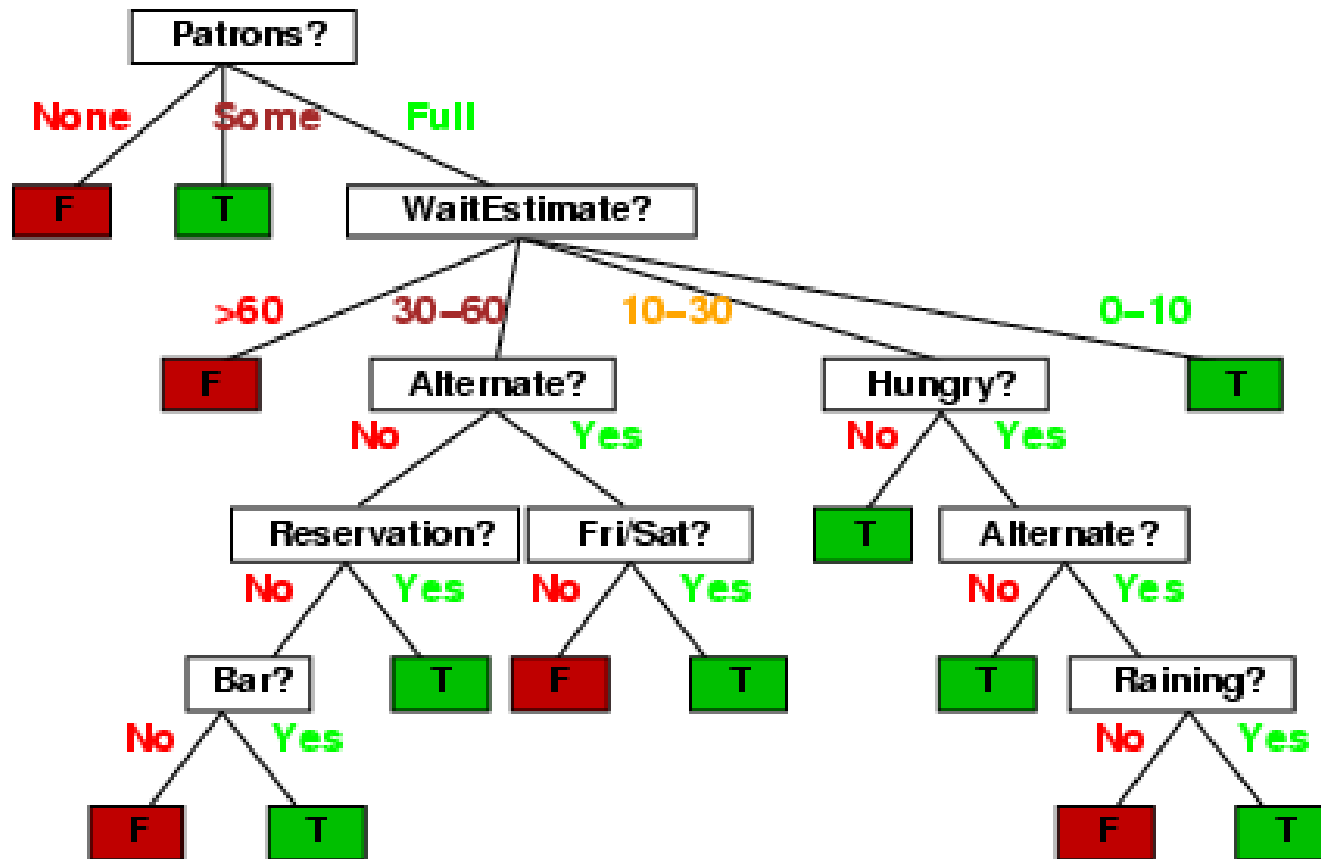 Patrons?
None Some Full
F T WaitEstimate?
>60 30–60 10–30 0–10
F Alternate? Hungry? T
No Yes No Yes
Reservation? Fri/Sat? T Alternate?
No Yes No Yes No Yes
Bar? T F T T Raining?
No Yes No Yes
F T F T